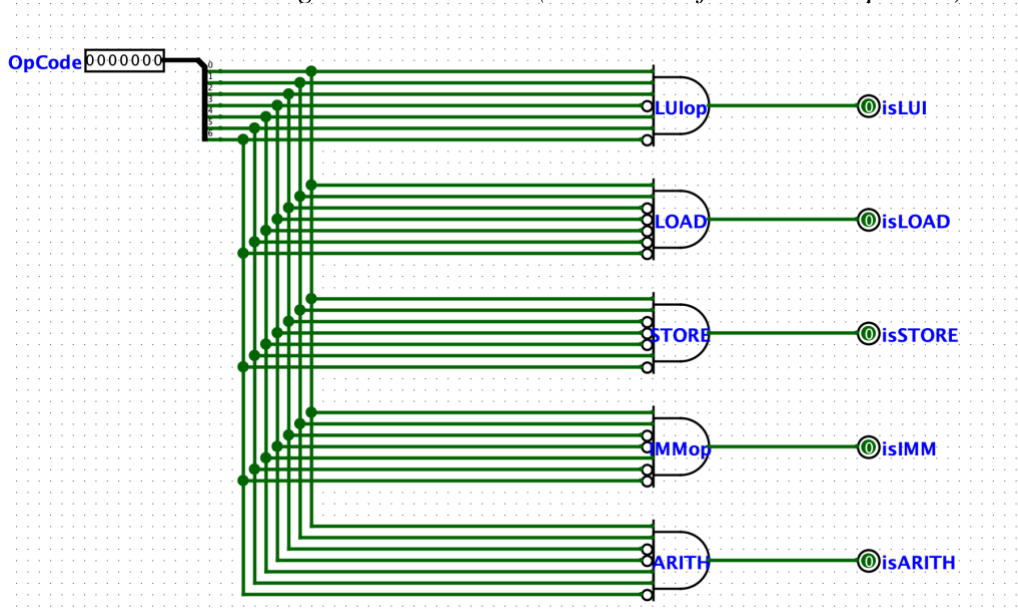 OpCode 0000000
0
1
2
3
4
5
6
LUIop
0 isLUI
LOAD
0 isLOAD
STORE
0 isSTORE
IMMop
0 isIMM
ARITH
0 isARITH